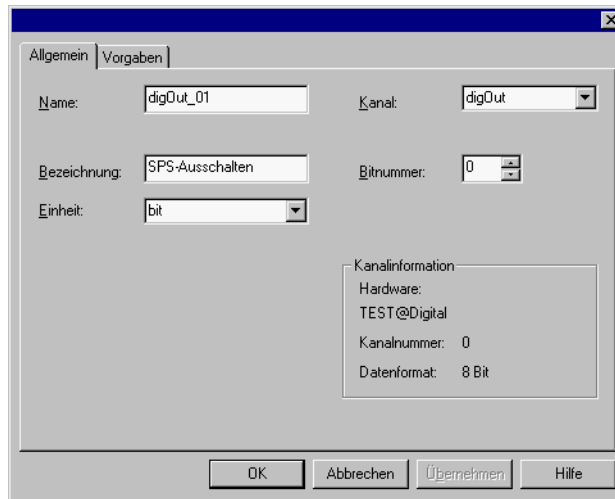 Allgemein Vorgaben
Name: digOut_01 Kanal: digOut
Bezeichnung: SPS-Ausschalten Bitnummer: 0
Einheit: bit
Kanalinformation
Hardware:
TEST@Digital
Kanalnummer: 0
Datenformat: 8 Bit
OK Abbrechen Übernehmen Hilfe